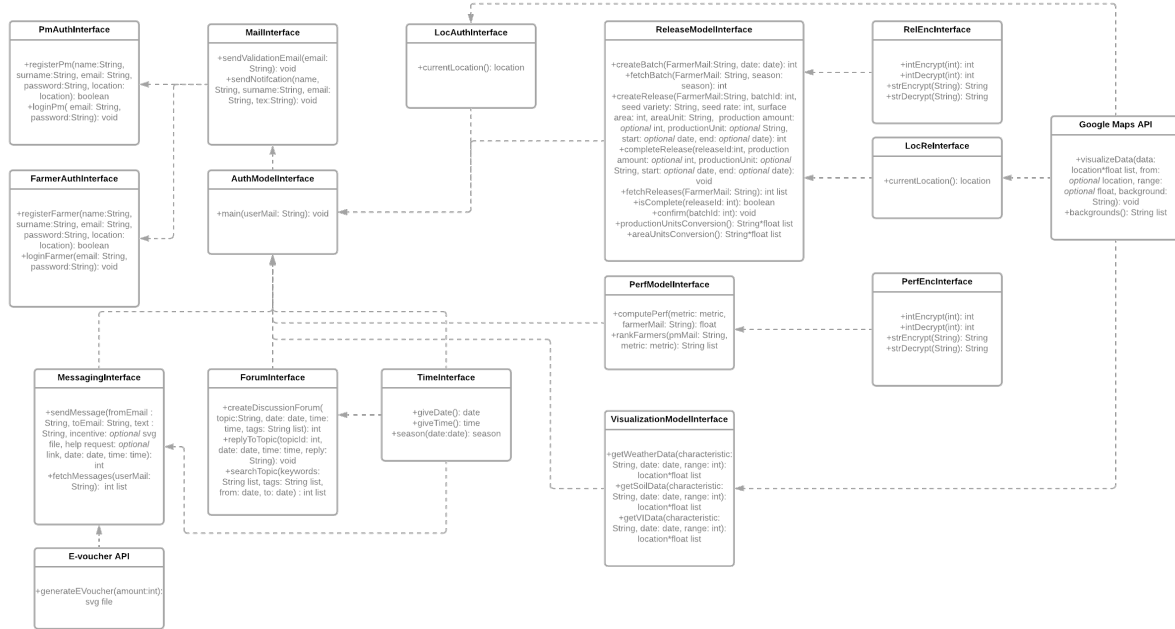 PmAuthInterface
+registerPm(name:String,
surname:String, email: String,
password:String, location:
location): boolean
+loginPm( email: String,
password:String): void
MailInterface
+sendValidationEmail(email:
String): void
+sendNotifcation(name,
String, surname:String, email:
String, tex:String): void
LocAuthInterface
+currentLocation(): location
ReleaseModelInterface
+createBatch(FarmerMail:String, date: date): int
+fetchBatch(FarmerMail: String, season:
season): int
+createRelease(FarmerMail:String, batchId: int,
seed variety: String, seed rate: int, surface
area: int, areaUnit: String, production amount:
optional int, productionUnit: optional String,
start: optional date, end: optional date): int
+completeRelease(releaseId:int, production
amount: optional int, productionUnit: optional
String, start: optional date, end: optional date):
void
+fetchReleases(FarmerMail: String): int list
+isComplete(releaseId: int): boolean
+confirm(batchId: int): void
+productionUnitsConversion(): String*float list
+areaUnitsConversion(): String*float list
RelEncInterface
+intEncrypt(int): int
+intDecrypt(int): int
+strEncrypt(String): String
+strDecrypt(String): String
Google Maps API
+visualizeData(data:
location*float list, from:
optional location, range:
optional float, background:
String): void
+backgrounds(): String list
LocReInterface
+currentLocation(): location
FarmerAuthInterface
+registerFarmer(name:String,
surname:String, email: String,
password:String, location:
location): boolean
+loginFarmer(email: String,
password:String): void
AuthModelInterface
+main(userMail: String): void
PerfModelInterface
+computePerf(metric: metric,
farmerMail: String): float
+rankFarmers(pmMail: String,
metric: metric): String list
PerfEncInterface
+intEncrypt(int): int
+intDecrypt(int): int
+strEncrypt(String): String
+strDecrypt(String): String
MessagingInterface
+sendMessage(fromEmail :
String, toEmail: String, text :
String, incentive: optional svg
file, help request: optional
link, date: date, time: time):
int
+fetchMessages(userMail:
String): int list
ForumInterface
+createDiscussionForum(
topic:String, date: date, time:
time, tags: String list): int
+replyToTopic(topicId: int,
date: date, time: time, reply:
String): void
+searchTopic(keywords:
String list, tags: String list,
from: date, to: date) : int list
TimeInterface
+giveDate(): date
+giveTime(): time
+season(date:date): season
VisualizationModelInterface
+getWeatherData(characteristic:
String, date: date, range: int):
location*float list
+getSoilData(characteristic:
String, date: date, range: int):
location*float list
+getVIData(characteristic:
String, date: date, range: int):
location*float list
E-voucher API
+generateEVoucher(amount:int):
svg file